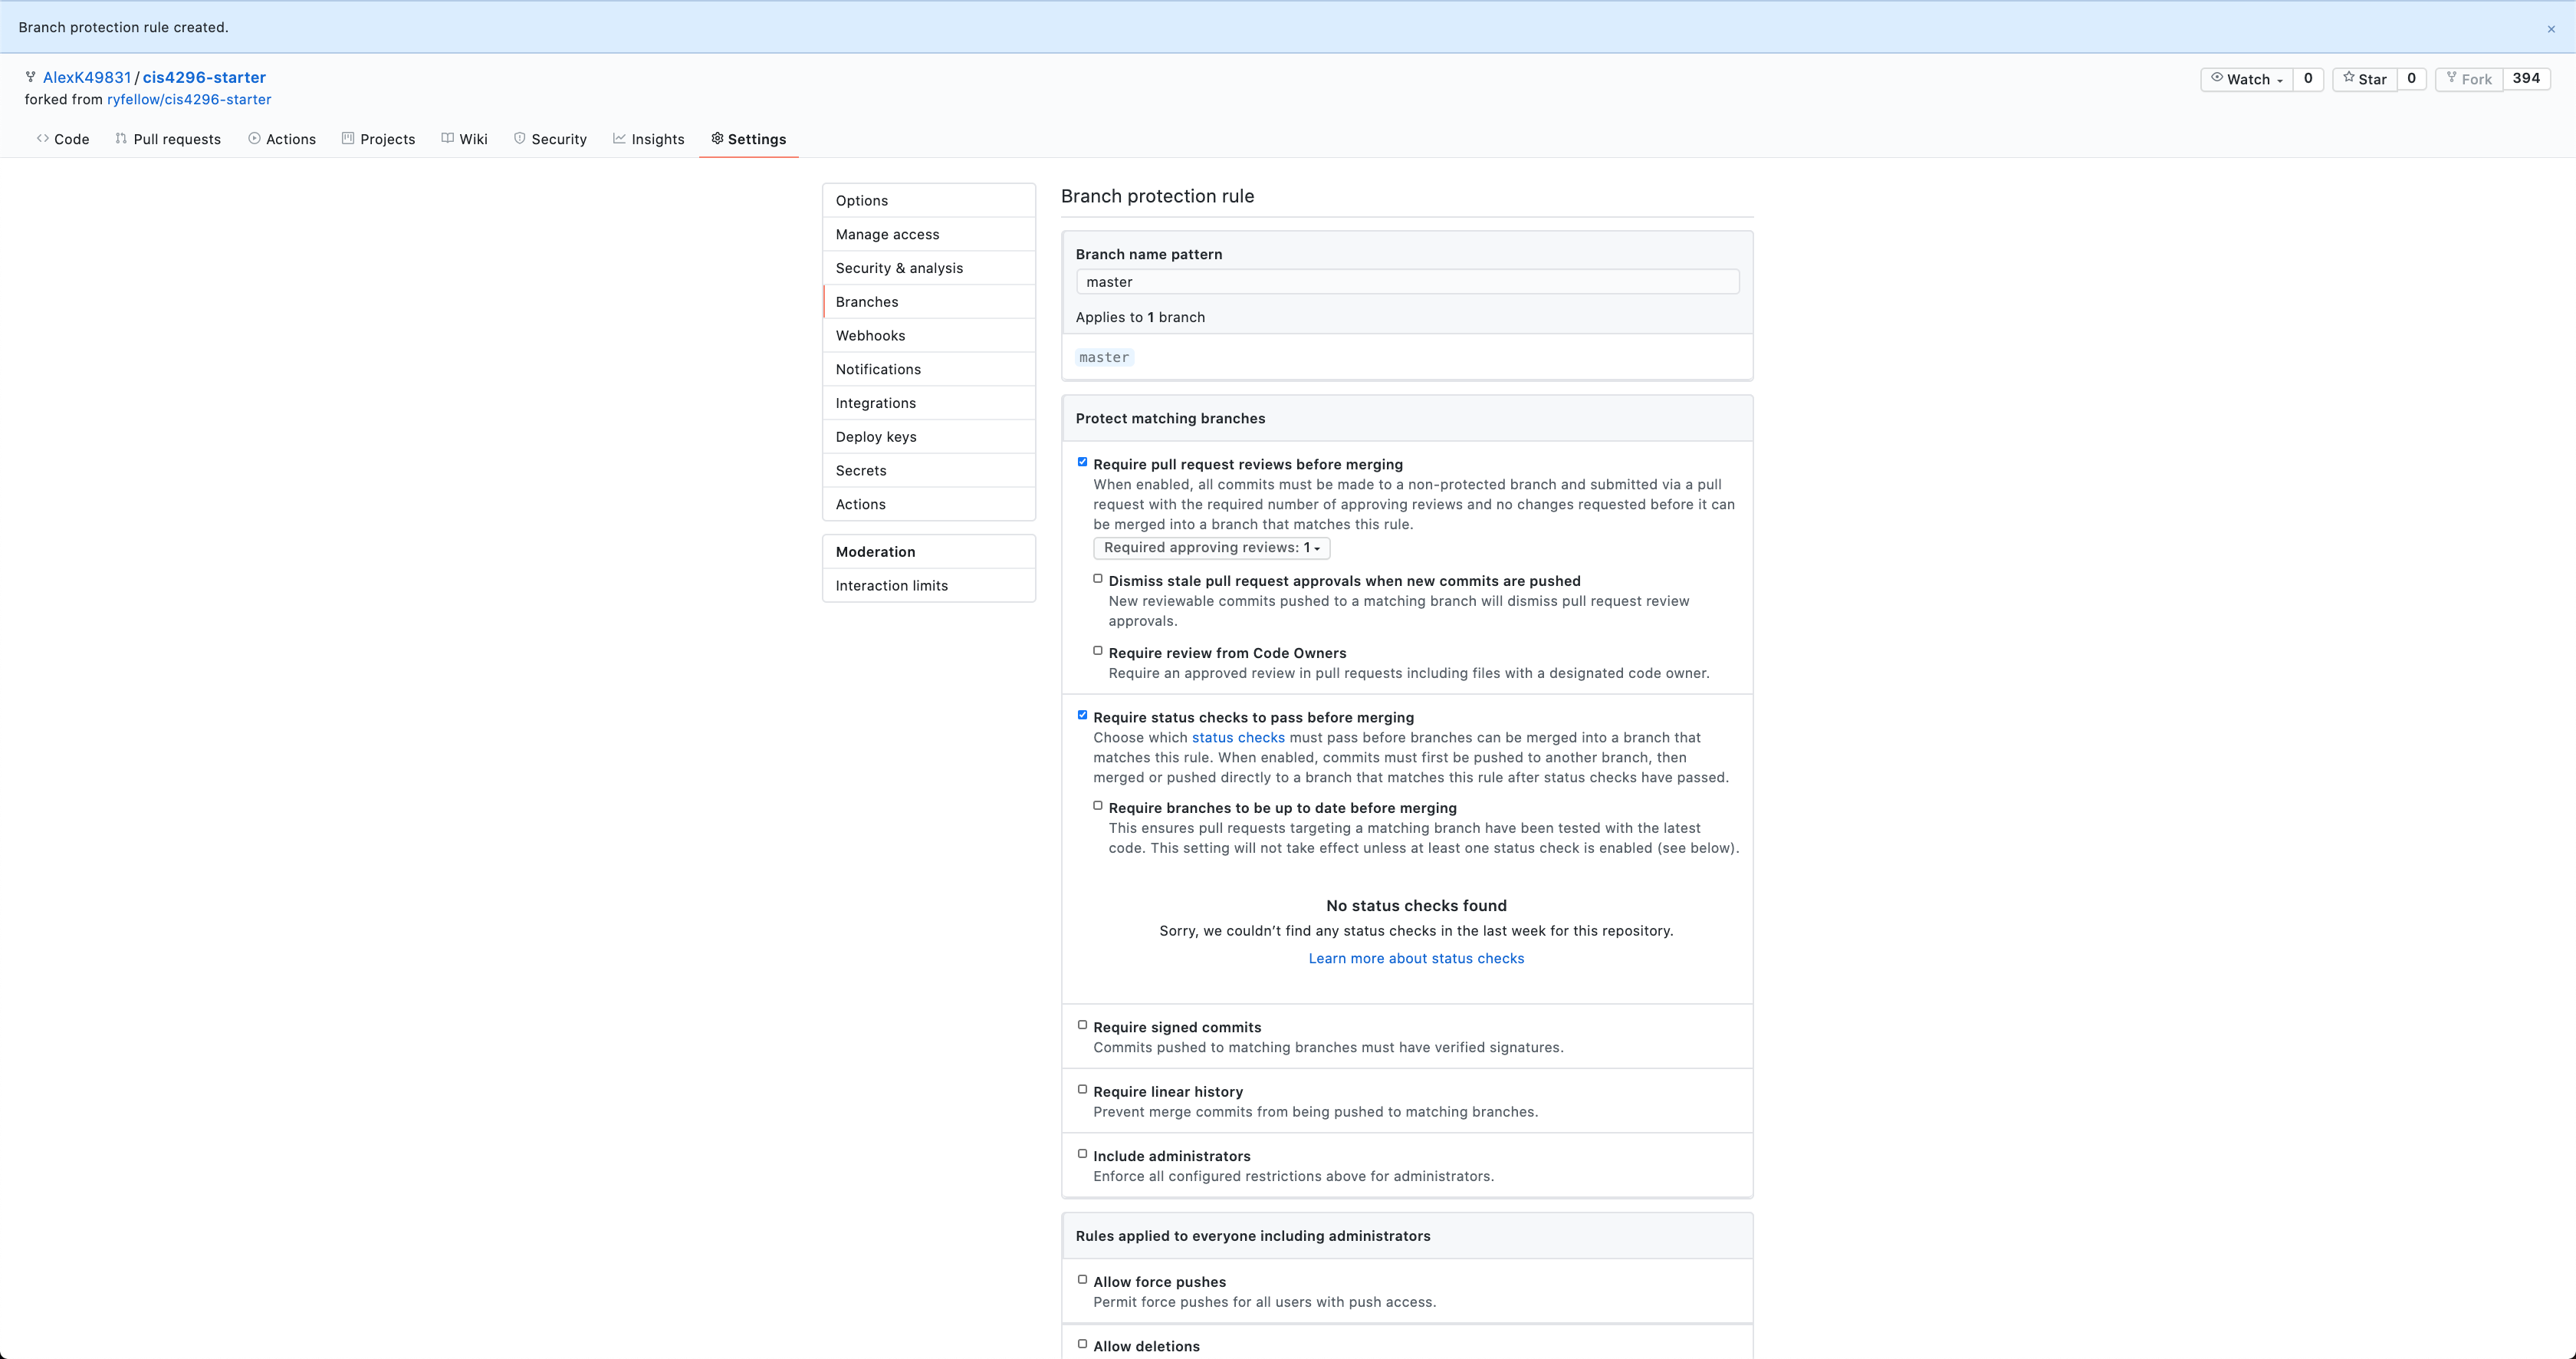 Branch protection rule created.
×
AlexK49831 / cis4296-starter
forked from ryfellow/cis4296-starter
Watch 0
Star 0
Fork 394
Code
Pull requests
Actions
Projects
Wiki
Security
Insights
Settings
Options
Manage access
Security & analysis
Branches
Webhooks
Notifications
Integrations
Deploy keys
Secrets
Actions
Moderation
Interaction limits
Branch protection rule
Branch name pattern
master
Applies to 1 branch
master
Protect matching branches
Require pull request reviews before merging
When enabled, all commits must be made to a non-protected branch and submitted via a pull
request with the required number of approving reviews and no changes requested before it can
be merged into a branch that matches this rule.
Required approving reviews: 1
Dismiss stale pull request approvals when new commits are pushed
New reviewable commits pushed to a matching branch will dismiss pull request review
approvals.
Require review from Code Owners
Require an approved review in pull requests including files with a designated code owner.
Require status checks to pass before merging
Choose which status checks must pass before branches can be merged into a branch that
matches this rule. When enabled, commits must first be pushed to another branch, then
merged or pushed directly to a branch that matches this rule after status checks have passed.
Require branches to be up to date before merging
This ensures pull requests targeting a matching branch have been tested with the latest
code. This setting will not take effect unless at least one status check is enabled (see below).
No status checks found
Sorry, we couldn’t find any status checks in the last week for this repository.
Learn more about status checks
Require signed commits
Commits pushed to matching branches must have verified signatures.
Require linear history
Prevent merge commits from being pushed to matching branches.
Include administrators
Enforce all configured restrictions above for administrators.
Rules applied to everyone including administrators
Allow force pushes
Permit force pushes for all users with push access.
Allow deletions